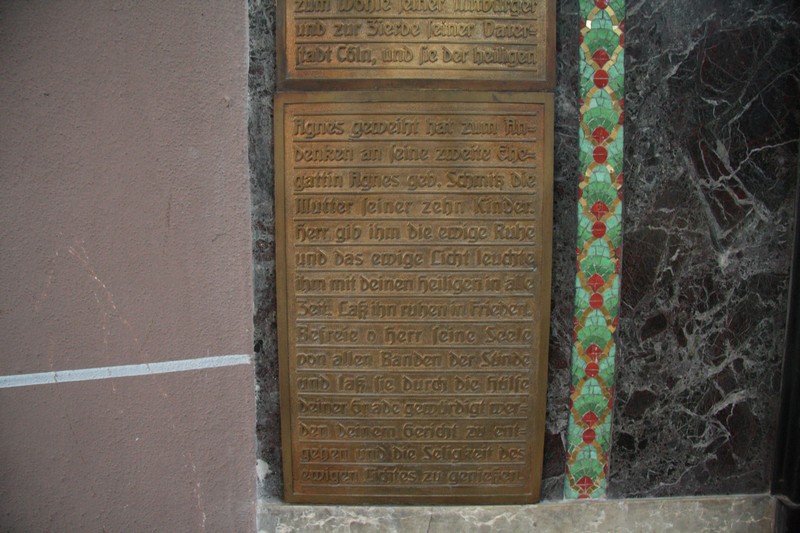 zum Wohle seiner Mitbürger
und zur Zierde seiner Vater-
stadt Cöln, und sie der heiligen
Agnes geweiht hat zum An-
denken an seine zweite Ehe-
gattin Agnes geb. Schmitz die
Mutter seiner zehn Kinder.
Herr gib ihm die ewige Ruhe
und das ewige Licht leuchte
ihm mit deinen Heiligen in alle
Zeit. Laß ihn ruhen in Frieden.
Befreie o Herr seine Seele
von allen Banden der Sünde
und laß sie durch die Hülfe
deiner Gnade gewürdigt wer-
den deinem Gericht zu ent-
gehen und die Seligkeit des
ewigen Lichtes zu genießen.